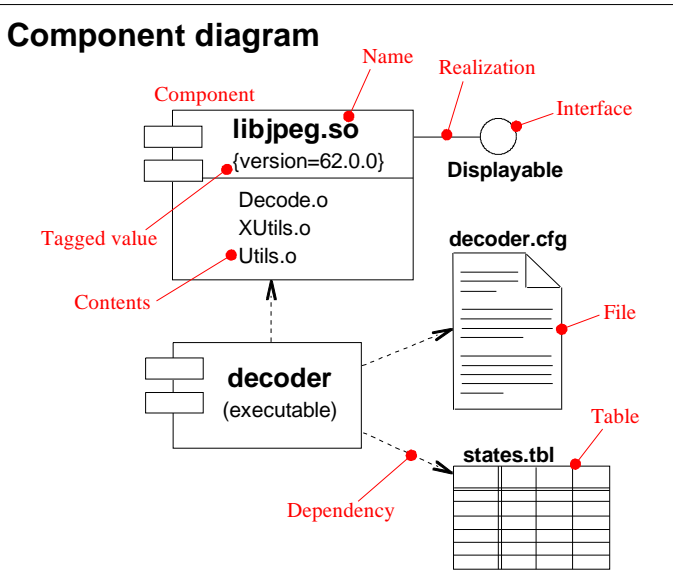 Component diagram
Name
Realization
Component
Interface
libjpeg.so
{version=62.0.0}
Displayable
Decode.o
XUtils.o
Utils.o
Tagged value
decoder.cfg
Contents
File
decoder
(executable)
Table
states.tbl
Dependency